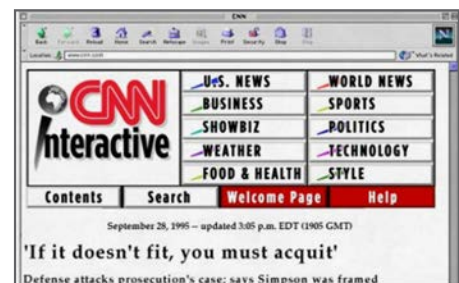 CNN
Back Forward Reload Home Search Netscape Images Print Security Shop Stop
Location: www.cnn.com What's Related
CNN Interactive
U.S. NEWS WORLD NEWS
BUSINESS SPORTS
SHOWBIZ POLITICS
WEATHER TECHNOLOGY
FOOD & HEALTH STYLE
Contents Search Welcome Page Help
September 28, 1995 -- updated 3:05 p.m. EDT (1905 GMT)
'If it doesn't fit, you must acquit'
Defense attacks prosecution's case; says Simpson was framed